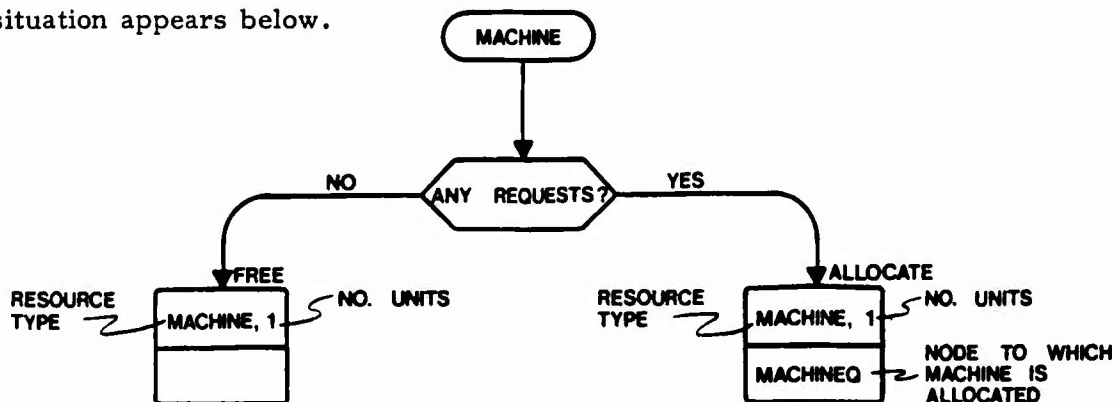 situation appears below.
MACHINE
ANY REQUESTS?
NO
YES
FREE
RESOURCE
TYPE
MACHINE, 1
NO. UNITS
ALLOCATE
RESOURCE
TYPE
MACHINE, 1
NO. UNITS
MACHINEQ
NODE TO WHICH
MACHINE IS
ALLOCATED